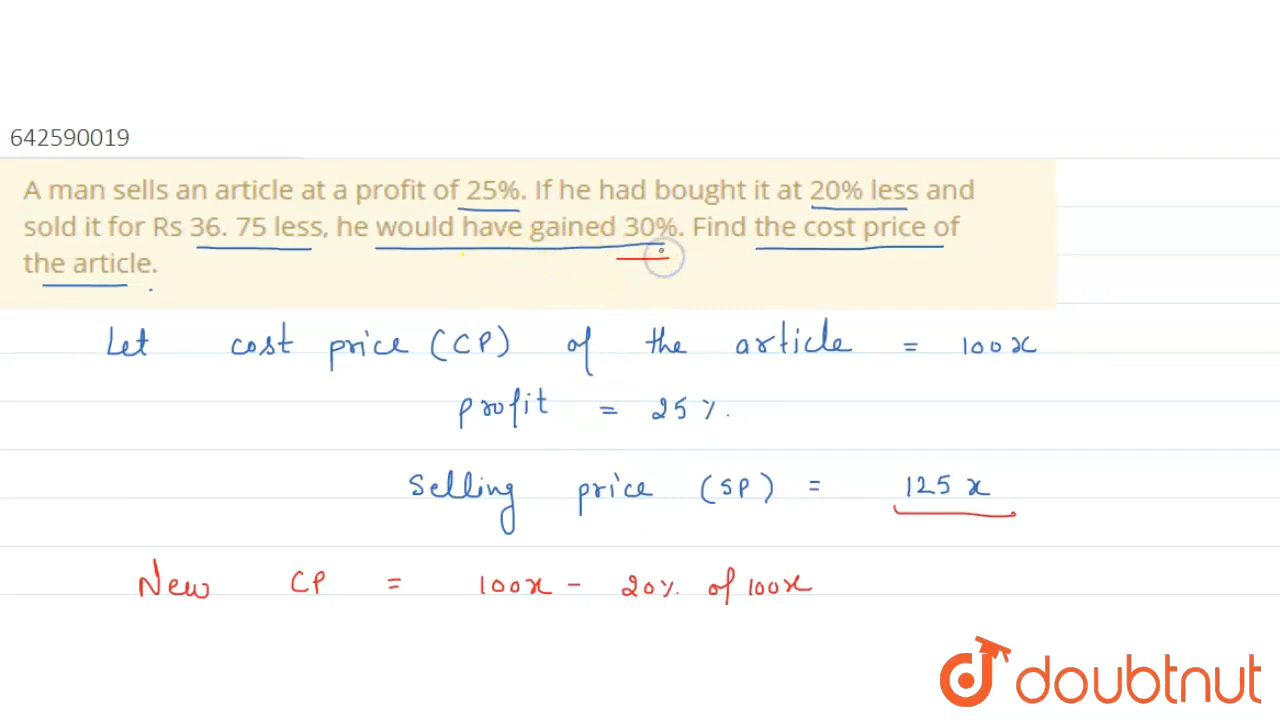 642590019
A man sells an article at a profit of 25%. If he had bought it at 20% less and
sold it for Rs 36. 75 less, he would have gained 30%. Find the cost price of
the article.
Let cost price (CP) of the article = 100x
profit = 25%.
Selling price (SP) = 125x
New CP = 100x - 20% of 100x
doubtnut